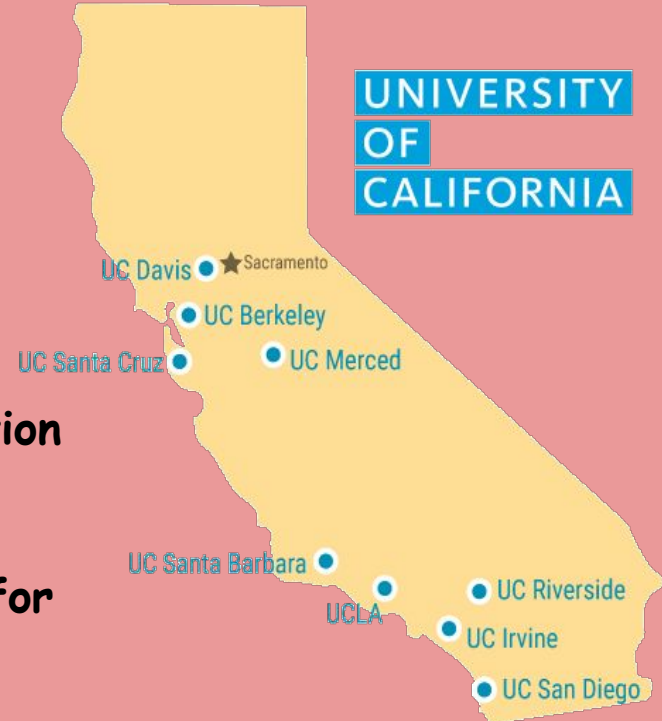 UNIVERSITY
OF
CALIFORNIA
UC Davis
Sacramento
UC Berkeley
UC Santa Cruz
UC Merced
UC Santa Barbara
for
UCLA
UC Riverside
UC Irvine
UC San Diego